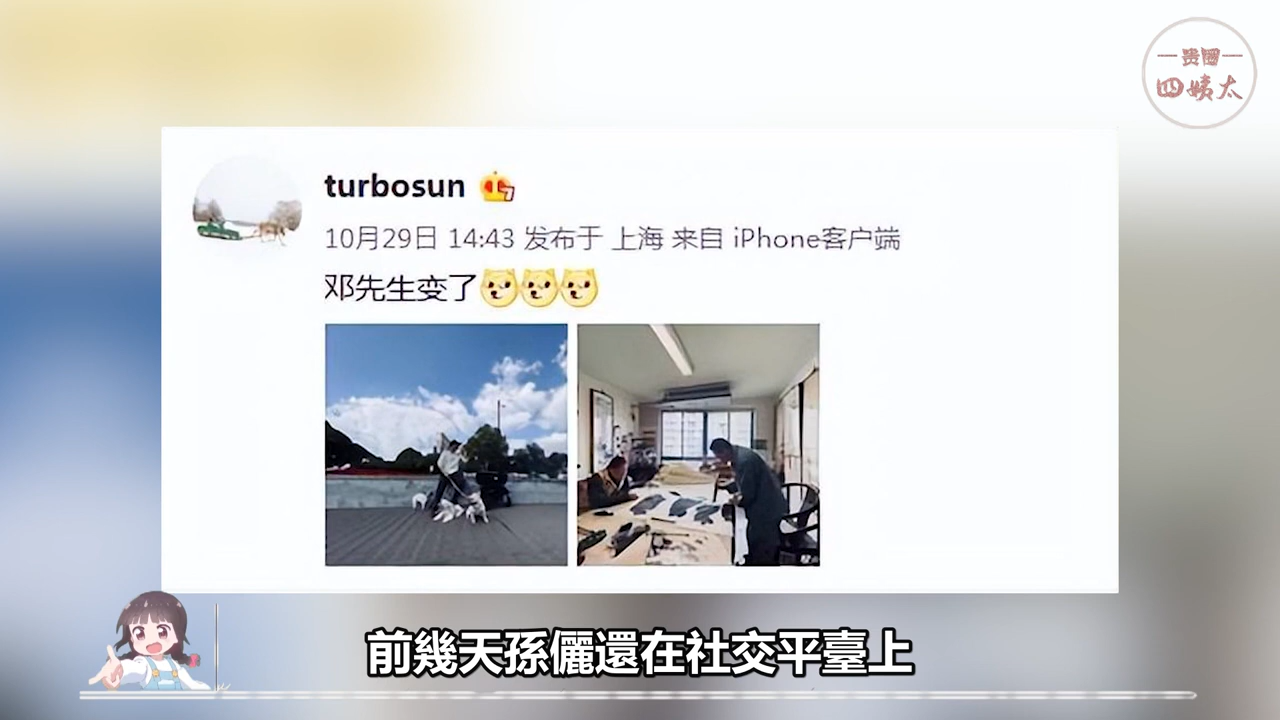 贵圈
四姨太
turbosun
10月29日 14:43 发布于 上海 来自 iPhone客户端
邓先生变了
前幾天孫儷還在社交平臺上